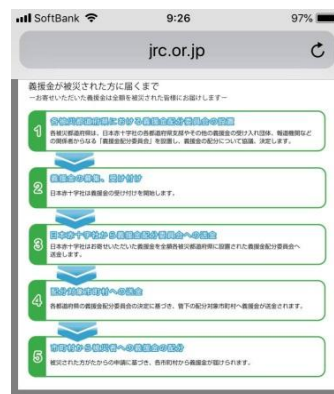 SoftBank 9:26 97%
jrc.or.jp
義援金が被災された方に届くまで
ーお寄せいただいた義援金は全額を被災された皆様にお届けしますー
1 各被災都道府県における義援金配分委員会の設置
各被災都道府県は、日本赤十字社の各都道府県支部やその他の義援金の受け入れ団体、報道機関など
の関係者からなる「義援金配分委員会」を設置し、義援金の配分について協議、決定します。
2 義援金の募集、受け付け
日本赤十字社は義援金の受け付けを開始します。
3 日本赤十字社から義援金配分委員会への送金
日本赤十字社はお寄せいただいた義援金を全額各被災都道府県に設置された義援金配分委員会へ
送金します。
4 配分対象市町村への送金
各都道府県の義援金配分委員会の決定に基づき、管下の配分対象市町村へ義援金が送金されます。
5 市町村から被災者への義援金の配分
被災された方がたからの申請に基づき、各市町村から義援金が届けられます。